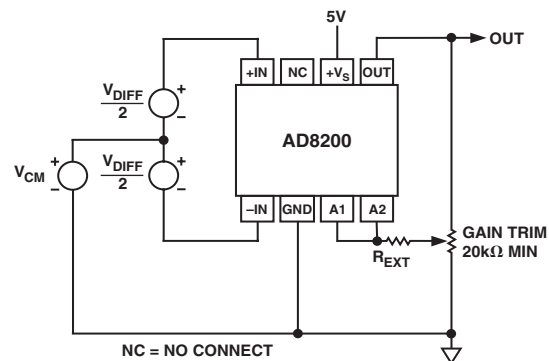 5V
OUT
+IN
NC
+VS
OUT
VDIFF
2
+
–
AD8200
VCM
+
–
VDIFF
2
+
–
–IN
GND
A1
A2
REXT
GAIN TRIM
20kΩ MIN
NC = NO CONNECT